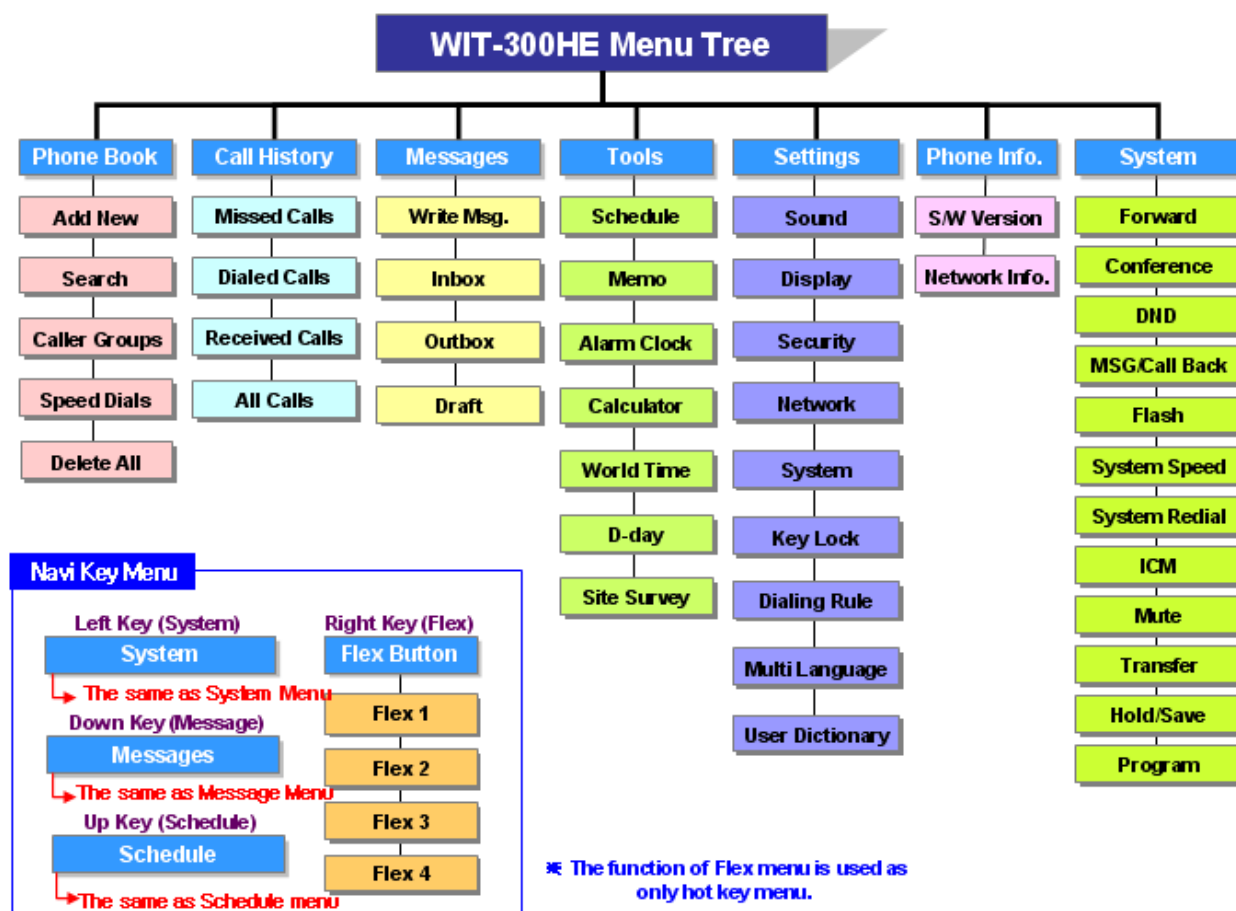 WIT-300HE Menu Tree
Phone Book
Call History
Messages
Tools
Settings
Phone Info.
System
Add New
Search
Caller Groups
Speed Dials
Delete All
Missed Calls
Dialed Calls
Received Calls
All Calls
Write Msg.
Inbox
Outbox
Draft
Schedule
Memo
Alarm Clock
Calculator
World Time
D-day
Site Survey
Sound
Display
Security
Network
System
Key Lock
Dialing Rule
Multi Language
User Dictionary
S/W Version
Network Info.
Forward
Conference
DND
MSG/Call Back
Flash
System Speed
System Redial
ICM
Mute
Transfer
Hold/Save
Program
Navi Key Menu
Left Key (System)
System
The same as System Menu
Down Key (Message)
Messages
The same as Message Menu
Up Key (Schedule)
Schedule
The same as Schedule menu
Right Key (Flex)
Flex Button
Flex 1
Flex 2
Flex 3
Flex 4
※ The function of Flex menu is used as
only hot key menu.